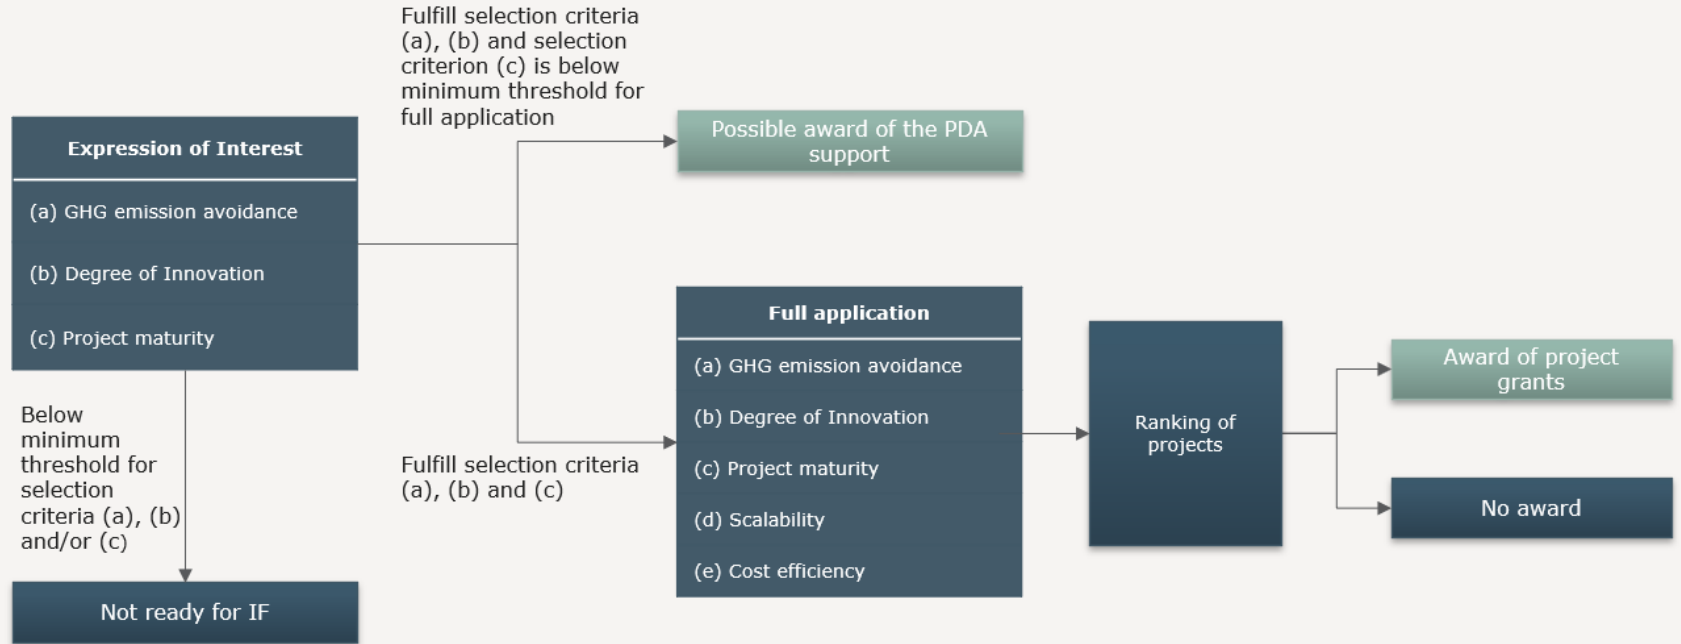 Fulfill selection criteria
(a), (b) and selection
criterion (c) is below
minimum threshold for
full application
Expression of Interest
(a) GHG emission avoidance
(b) Degree of Innovation
(c) Project maturity
Below
minimum
threshold for
selection
criteria (a), (b)
and/or (c)
Not ready for IF
Possible award of the PDA
support
Fulfill selection criteria
(a), (b) and (c)
Full application
(a) GHG emission avoidance
(b) Degree of Innovation
(c) Project maturity
(d) Scalability
(e) Cost efficiency
Ranking of
projects
Award of project
grants
No award